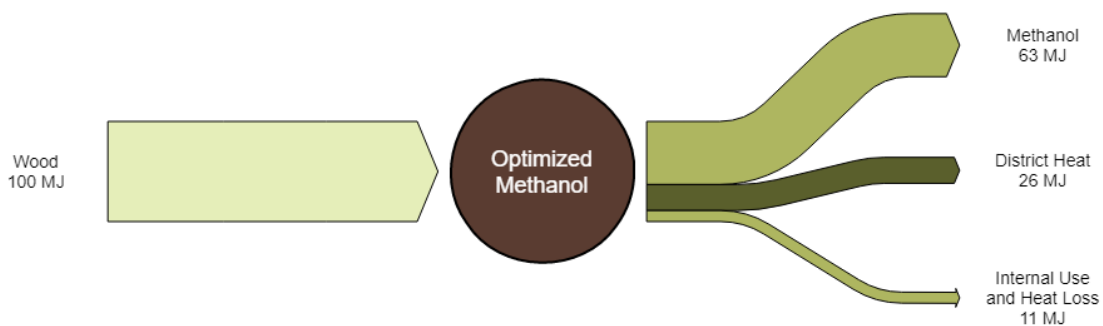 Wood
100 MJ
Optimized
Methanol
Methanol
63 MJ
District Heat
26 MJ
Internal Use
and Heat Loss
11 MJ